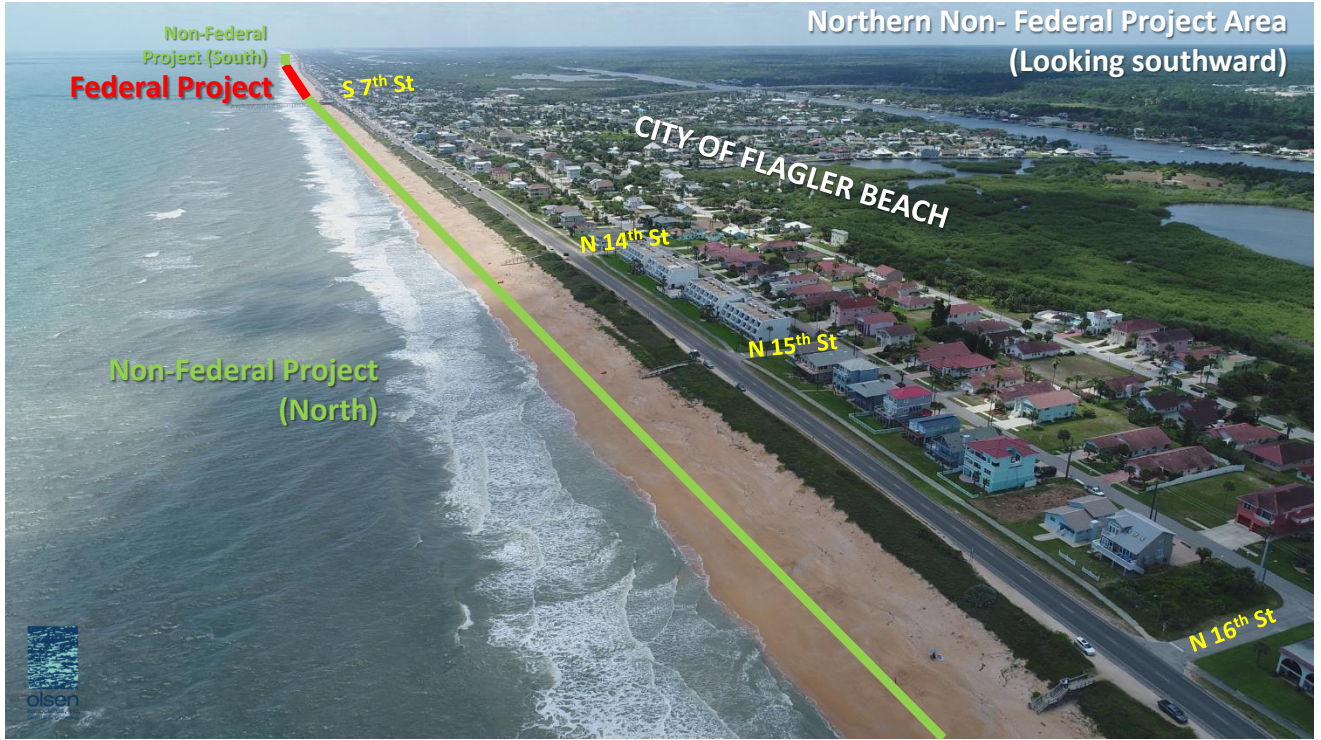 Northern Non- Federal Project Area
(Looking southward)
Non-Federal
Project (South)
Federal Project
S 7th St
CITY OF FLAGLER BEACH
N 14th St
N 15th St
Non-Federal Project
(North)
N 16th St
olsen